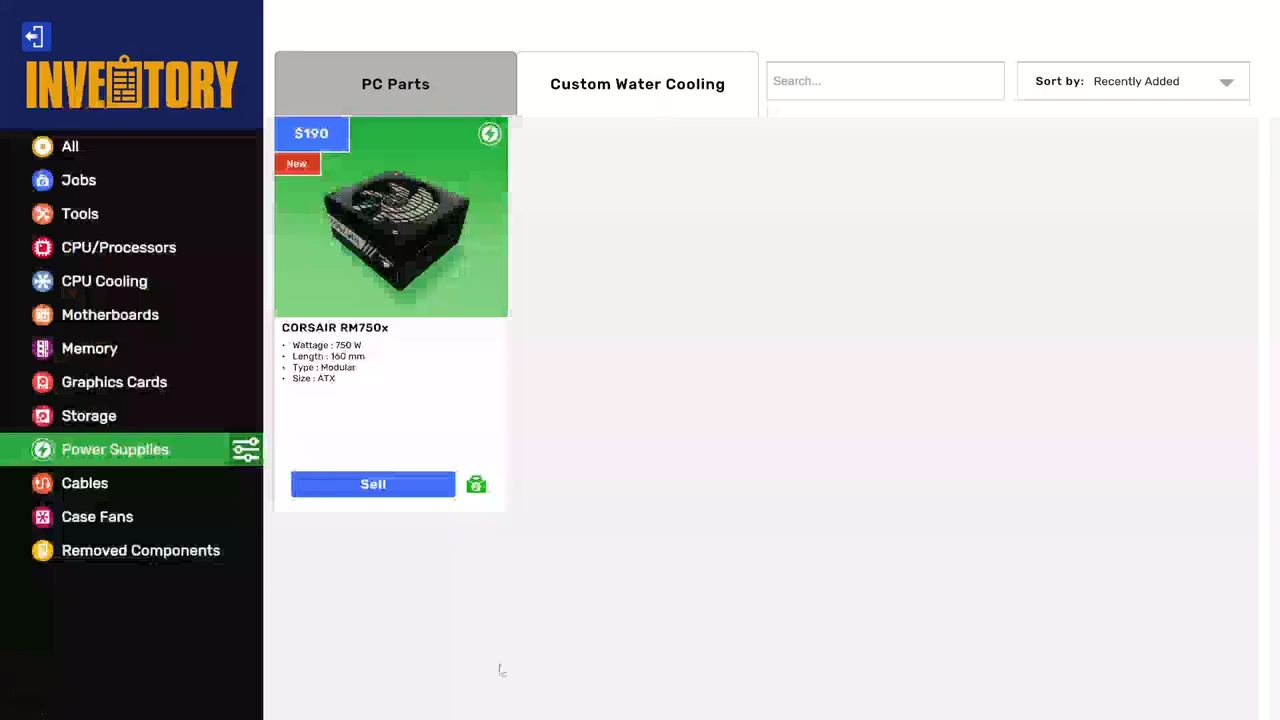 INVENTORY
All
Jobs
Tools
CPU/Processors
CPU Cooling
Motherboards
Memory
Graphics Cards
Storage
Power Supplies
Cables
Case Fans
Removed Components
PC Parts
Custom Water Cooling
Search...
Sort by: Recently Added
$190
New
CORSAIR RM750x
• Wattage : 750 W
• Length : 160 mm
• Type : Modular
• Size : ATX
Sell